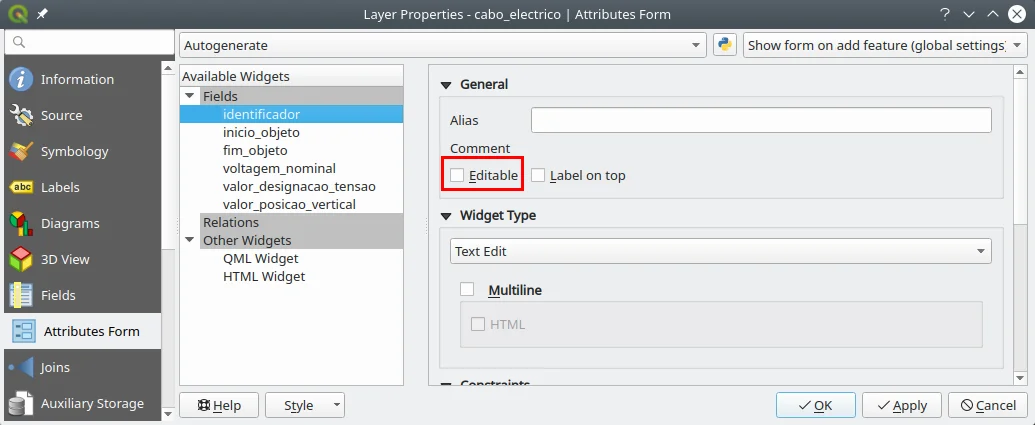 Layer Properties - cabo_electrico | Attributes Form
Autogenerate
Show form on add feature (global settings)
Information
Source
Symbology
abc Labels
Diagrams
3D View
Fields
Attributes Form
Joins
Auxiliary Storage
Available Widgets
Fields
identificador
inicio_objeto
fim_objeto
voltagem_nominal
valor_designacao_tensao
valor_posicao_vertical
Relations
Other Widgets
QML Widget
HTML Widget
General
Alias
Comment
Editable Label on top
Widget Type
Text Edit
Multiline
HTML
Constraints
Help Style OK Apply Cancel